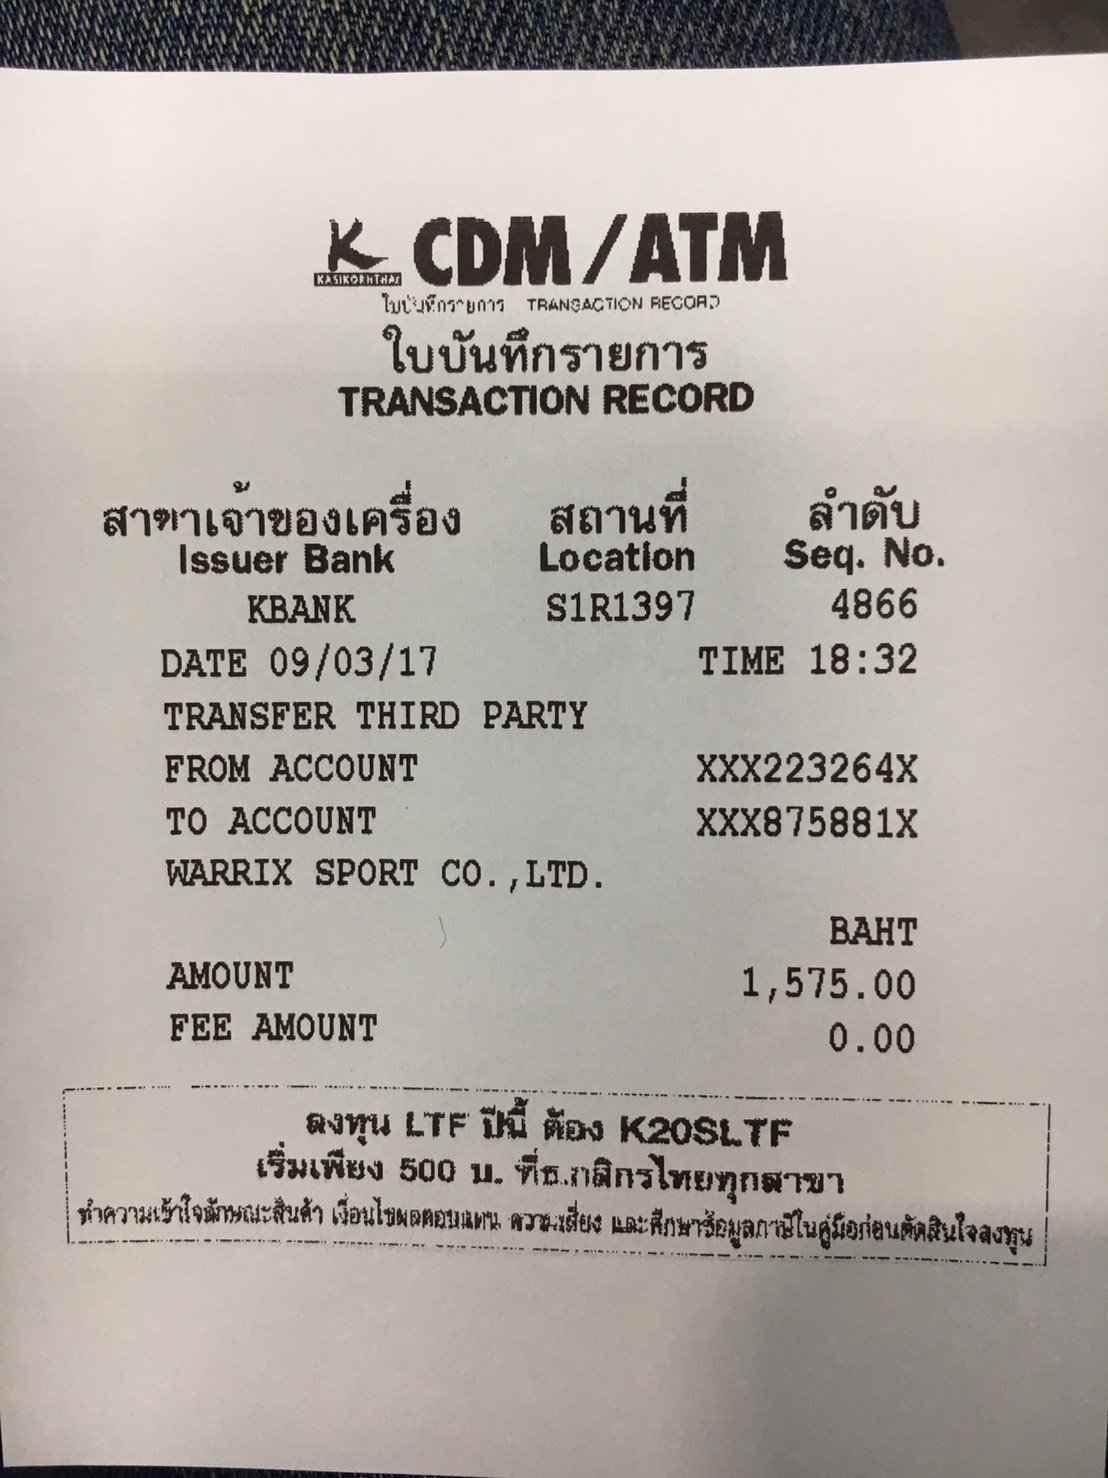 K CDM/ATM
KASIKORNTHAI
ใบบันทึกรายการ TRANSACTION RECORD
ใบบันทึกรายการ
TRANSACTION RECORD
สาขาเจ้าของเครื่อง สถานที่ ลำดับ
Issuer Bank Location Seq. No.
KBANK S1R1397 4866
DATE 09/03/17 TIME 18:32
TRANSFER THIRD PARTY
FROM ACCOUNT XXX223264X
TO ACCOUNT XXX875881X
WARRIX SPORT CO.,LTD.
BAHT
AMOUNT 1,575.00
FEE AMOUNT 0.00
ลงทุน LTF ปีนี้ ต้อง K20SLTF
เริ่มเพียง 500 บ. ที่ธ.กสิกรไทยทุกสาขา
ทำความเข้าใจลักษณะสินค้า เงื่อนไขผลตอบแทน ความเสี่ยง และศึกษาข้อมูลภาษีในคู่มือก่อนตัดสินใจลงทุน